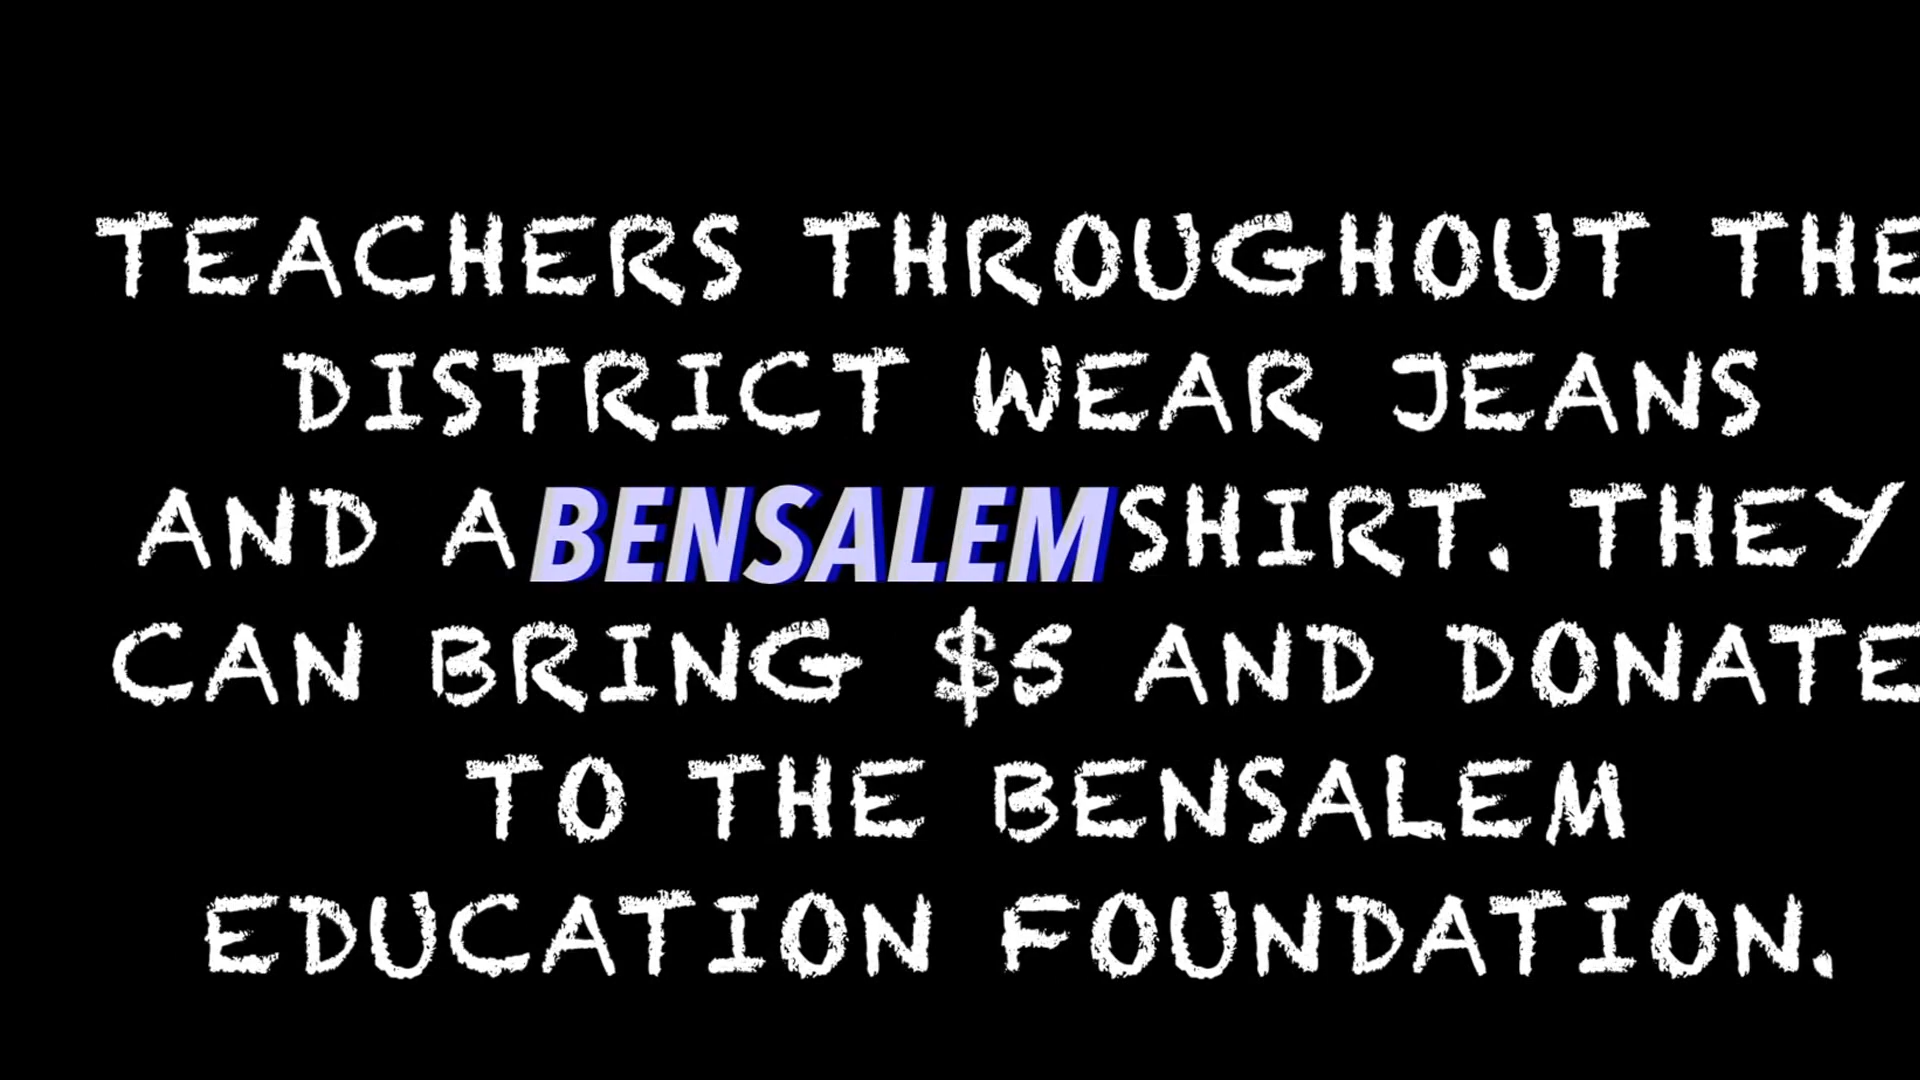 TEACHERS THROUGHOUT THE
DISTRICT WEAR JEANS
AND A BENSALEM SHIRT. THEY
CAN BRING $5 AND DONATE
TO THE BENSALEM
EDUCATION FOUNDATION.